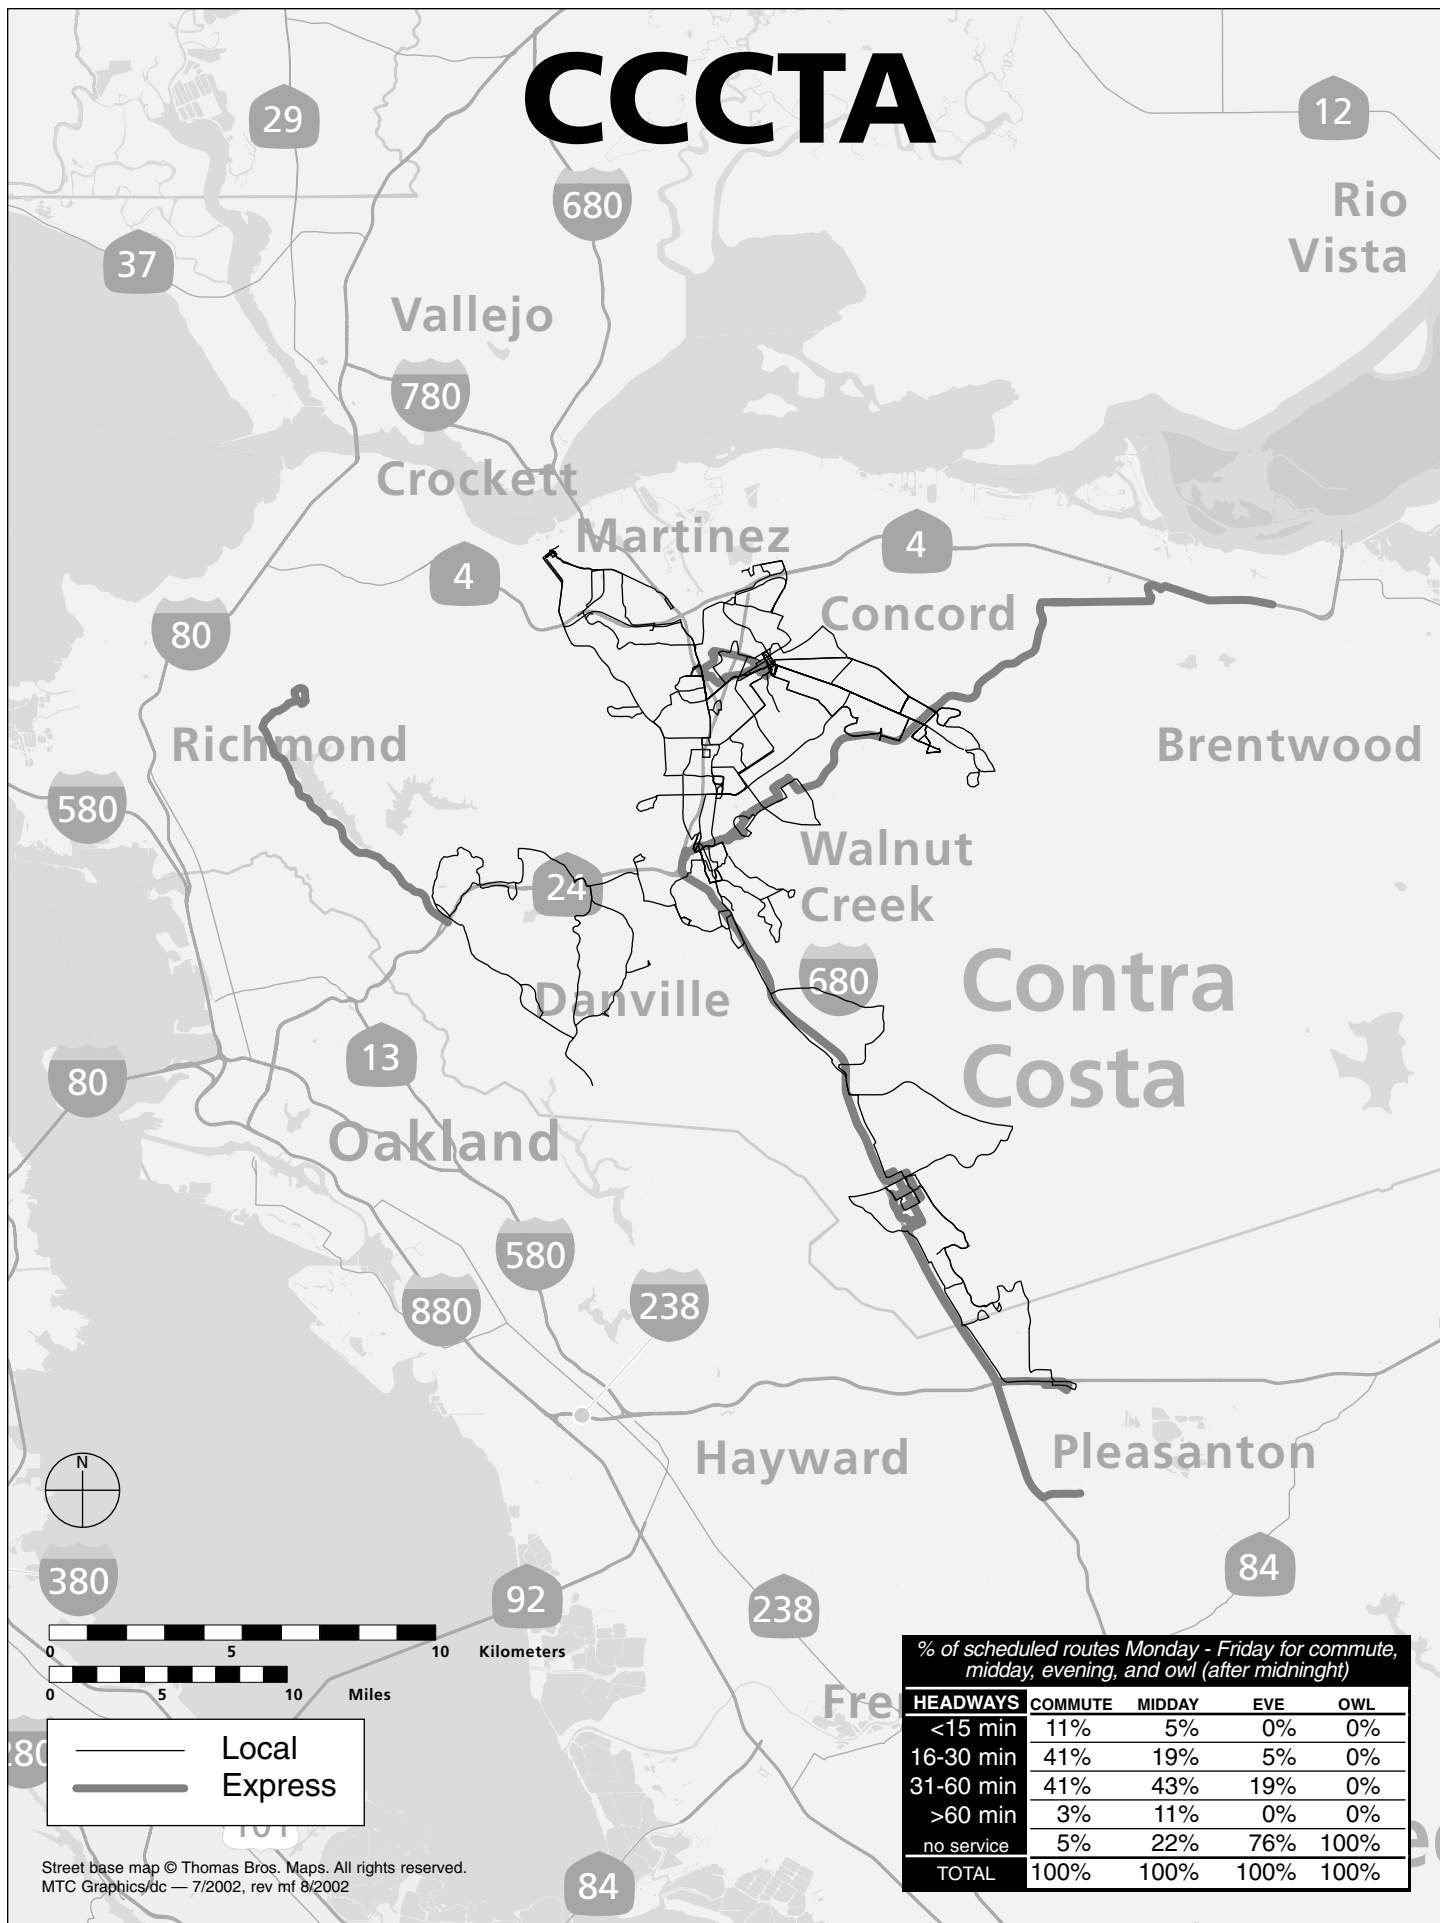 CCCTA
29
12
680
Rio
Vista
37
Vallejo
780
Crockett
Martinez
4
4
Concord
80
Richmond
Brentwood
580
Walnut
Creek
24
680
Contra
Costa
Danville
13
80
Oakland
580
238
880
Hayward
Pleasanton
N
380
92
238
84
0 5 10 Kilometers
0 5 10 Miles
Fre
280
Local
Express
101
84
% of scheduled routes Monday - Friday for commute,
midday, evening, and owl (after midninght)
HEADWAYS COMMUTE MIDDAY EVE OWL
<15 min 11% 5% 0% 0%
16-30 min 41% 19% 5% 0%
31-60 min 41% 43% 19% 0%
>60 min 3% 11% 0% 0%
no service 5% 22% 76% 100%
TOTAL 100% 100% 100% 100%
Street base map © Thomas Bros. Maps. All rights reserved.
MTC Graphics/dc — 7/2002, rev mf 8/2002